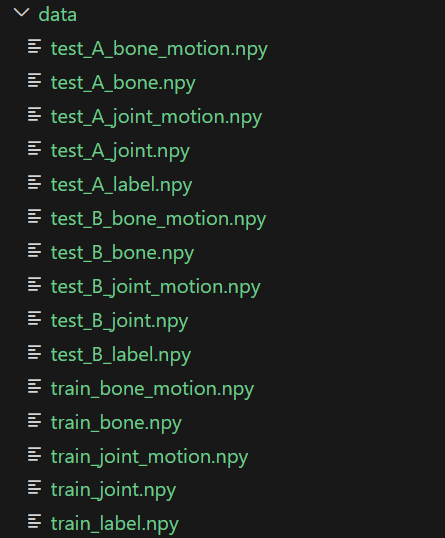 data
test_A_bone_motion.npy
test_A_bone.npy
test_A_joint_motion.npy
test_A_joint.npy
test_A_label.npy
test_B_bone_motion.npy
test_B_bone.npy
test_B_joint_motion.npy
test_B_joint.npy
test_B_label.npy
train_bone_motion.npy
train_bone.npy
train_joint_motion.npy
train_joint.npy
train_label.npy